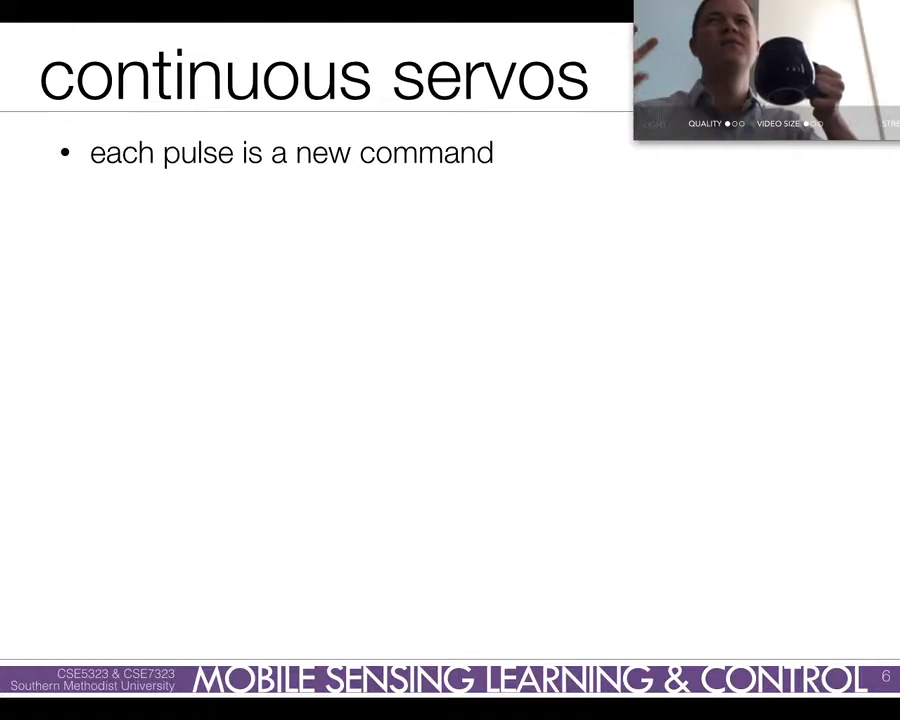 continuous servos
QUALITY VIDEO SIZE
• each pulse is a new command
CSE5323 & CSE7323
Southern Methodist University
MOBILE SENSING LEARNING & CONTROL
6